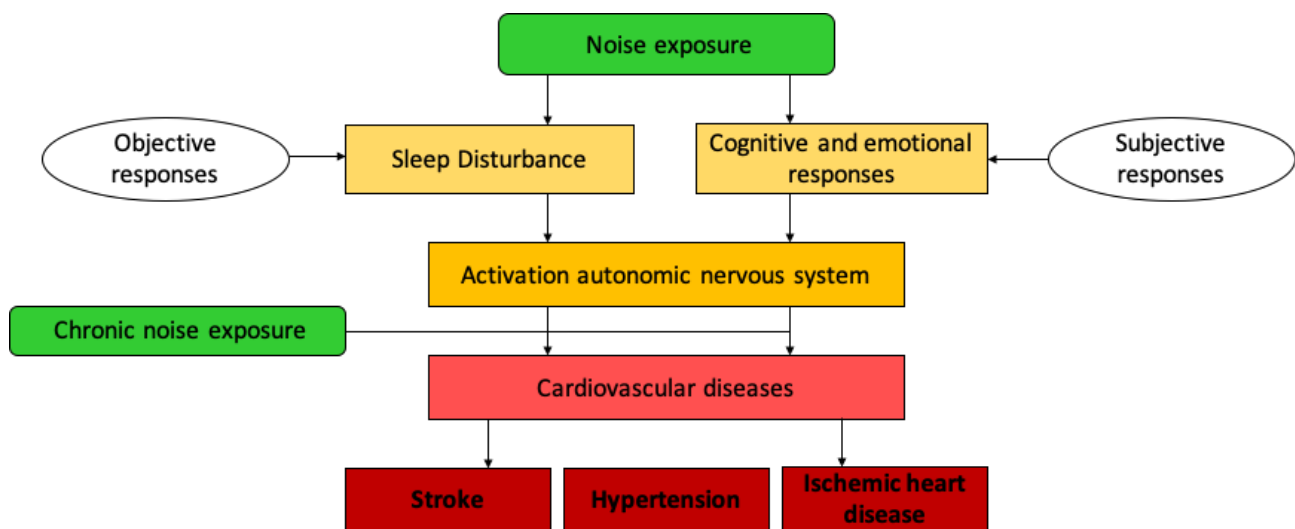 Noise exposure
Objective
responses
Sleep Disturbance
Cognitive and emotional
responses
Subjective
responses
Activation autonomic nervous system
Chronic noise exposure
Cardiovascular diseases
Stroke
Hypertension
Ischemic heart
disease